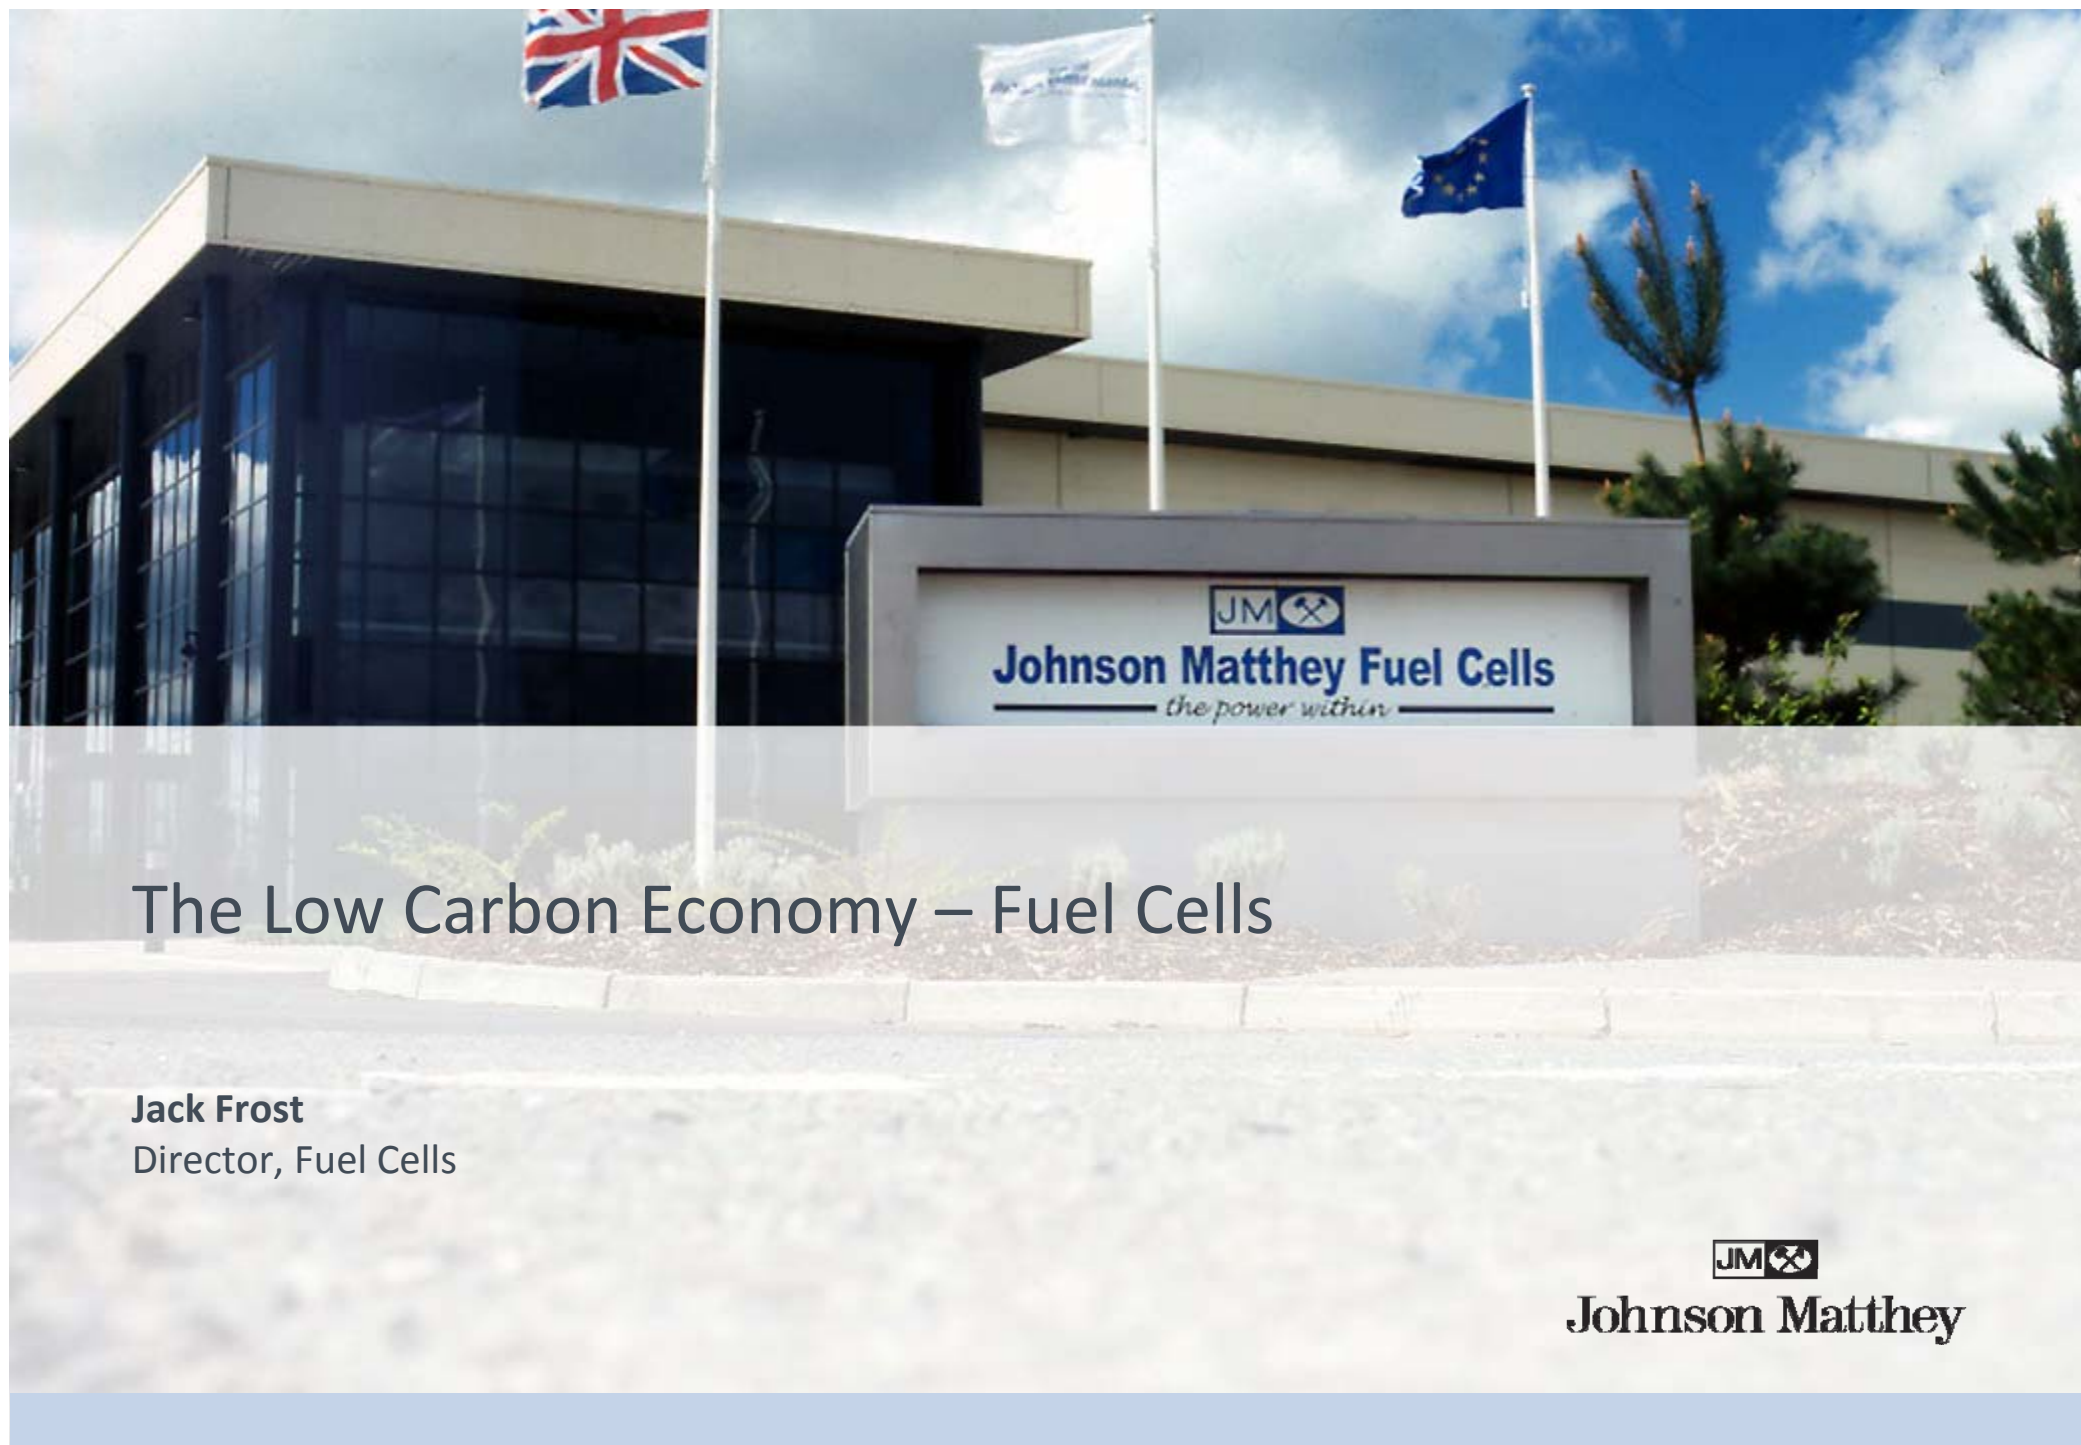 JM
Johnson Matthey Fuel Cells
the power within
The Low Carbon Economy – Fuel Cells
Jack Frost
Director, Fuel Cells
JM
Johnson Matthey